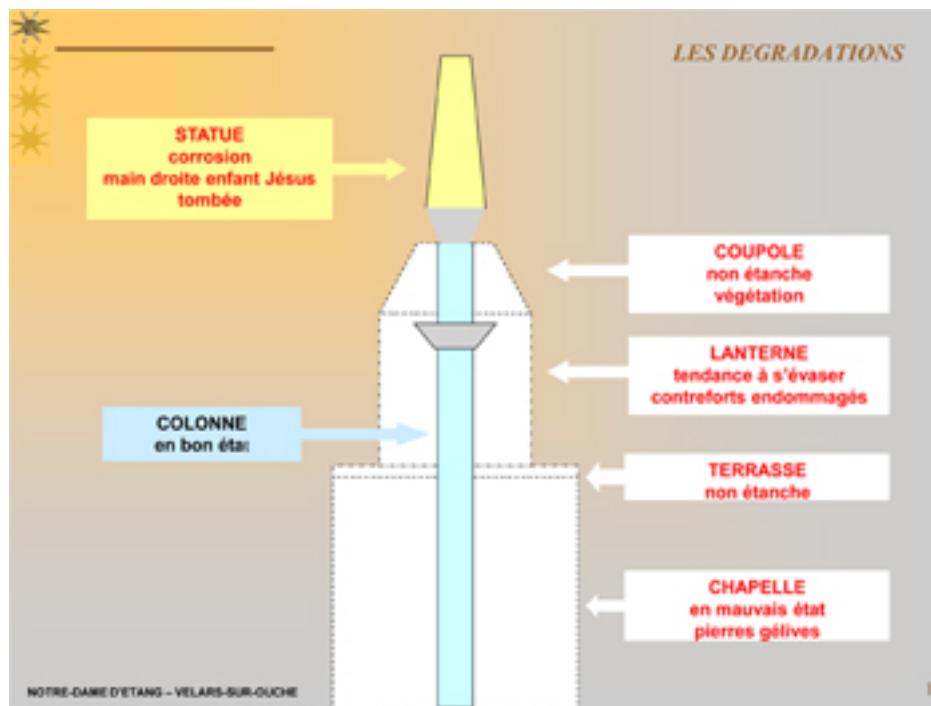 LES DEGRADATIONS
STATUE
corrosion
main droite enfant Jésus
tombée
COUPOLE
non étanche
végétation
LANTERNE
tendance à s'évaser
contreforts endommagés
COLONNE
en bon état
TERRASSE
non étanche
CHAPELLE
en mauvais état
pierres gélives
NOTRE-DAME D'ETANG – VELARS-SUR-OUCHE